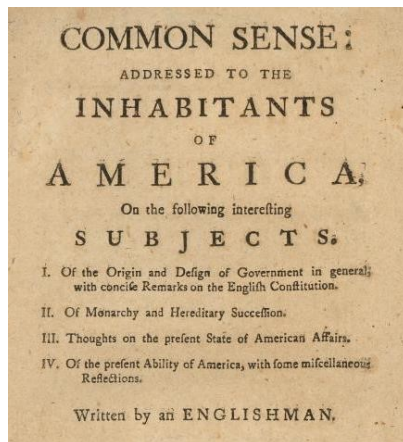 COMMON SENSE:
ADDRESSED TO THE
INHABITANTS
OF
AMERICA,
On the following intereſting
SUBJECTS.
I. Of the Origin and Deſign of Government in general;
with conciſe Remarks on the Engliſh Conſtitution.
II. Of Monarchy and Hereditary Succeſſion.
III. Thoughts on the preſent State of American Affairs.
IV. Of the preſent Ability of America, with ſome miſcellaneous
Reflections.
Written by an ENGLISHMAN.